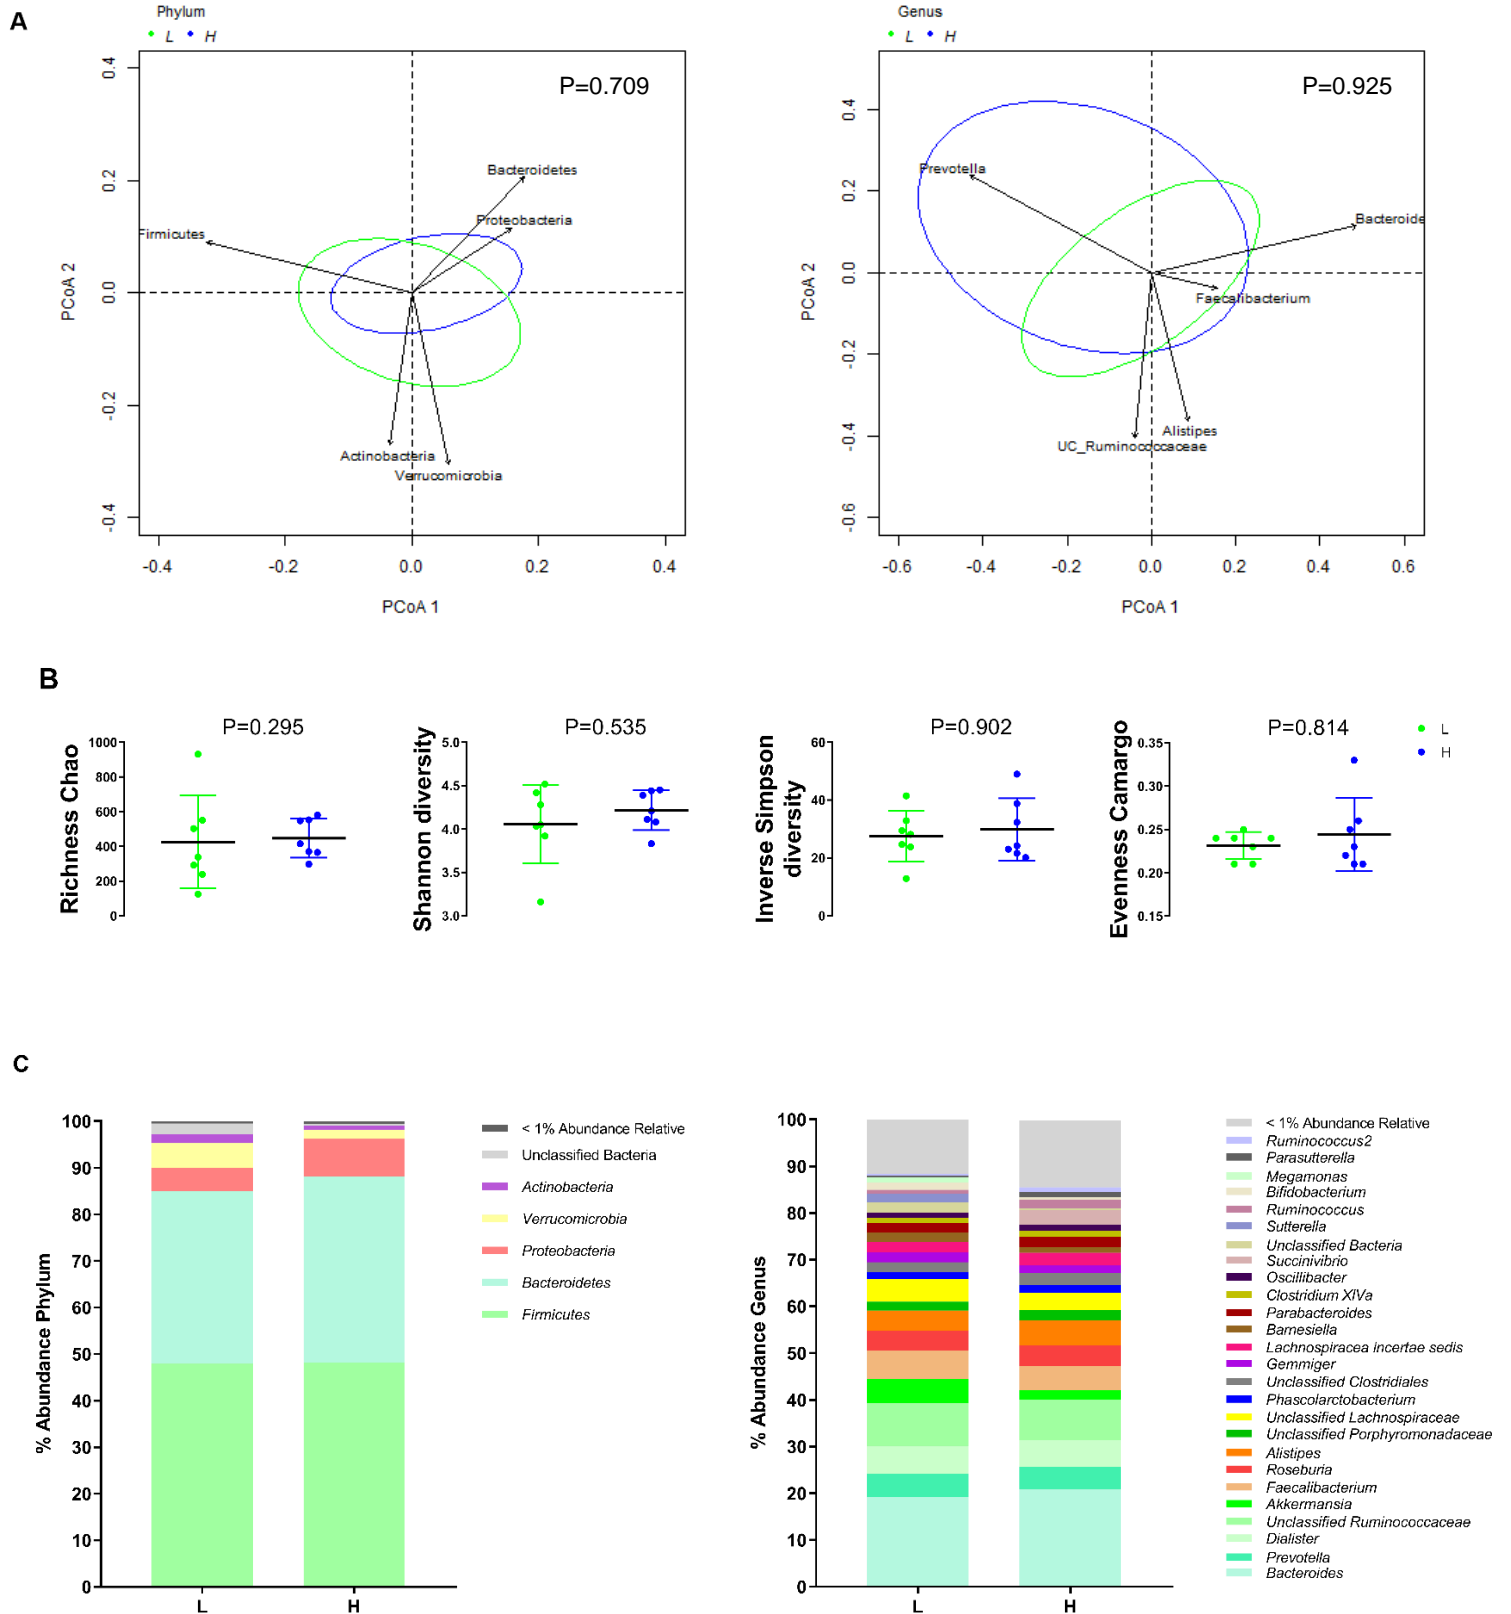 A
Phylum
L H
P=0.709
0.4
0.2
0.0
-0.2
-0.4
PCoA 2
Bacteroidetes
Proteobacteria
Firmicutes
Actinobacteria
Verrucomicrobia
-0.4 -0.2 0.0 0.2 0.4
PCoA 1
Genus
L H
P=0.925
0.4
0.2
0.0
-0.2
-0.4
-0.6
PCoA 2
Prevotella
Bacteroide
Faecalibacterium
Alistipes
UC_Ruminococcaceae
-0.6 -0.4 -0.2 0.0 0.2 0.4 0.6
PCoA 1
B
P=0.295
Richness Chao
1000
800
600
400
200
0
P=0.535
Shannon diversity
5.0
4.5
4.0
3.5
3.0
P=0.902
Inverse Simpson
diversity
60
40
20
0
P=0.814
Evenness Camargo
0.35
0.30
0.25
0.20
0.15
L
H
C
% Abundance Phylum
100
90
80
70
60
50
40
30
20
10
0
L H
< 1% Abundance Relative
Unclassified Bacteria
Actinobacteria
Verrucomicrobia
Proteobacteria
Bacteroidetes
Firmicutes
% Abundance Genus
100
90
80
70
60
50
40
30
20
10
0
L H
< 1% Abundance Relative
Ruminococcus2
Parasutterella
Megamonas
Bifidobacterium
Ruminococcus
Sutterella
Unclassified Bacteria
Succinivibrio
Oscillibacter
Clostridium XIVa
Parabacteroides
Barnesiella
Lachnospiracea incertae sedis
Gemmiger
Unclassified Clostridiales
Phascolarctobacterium
Unclassified Lachnospiraceae
Unclassified Porphyromonadaceae
Alistipes
Roseburia
Faecalibacterium
Akkermansia
Unclassified Ruminococcaceae
Dialister
Prevotella
Bacteroides